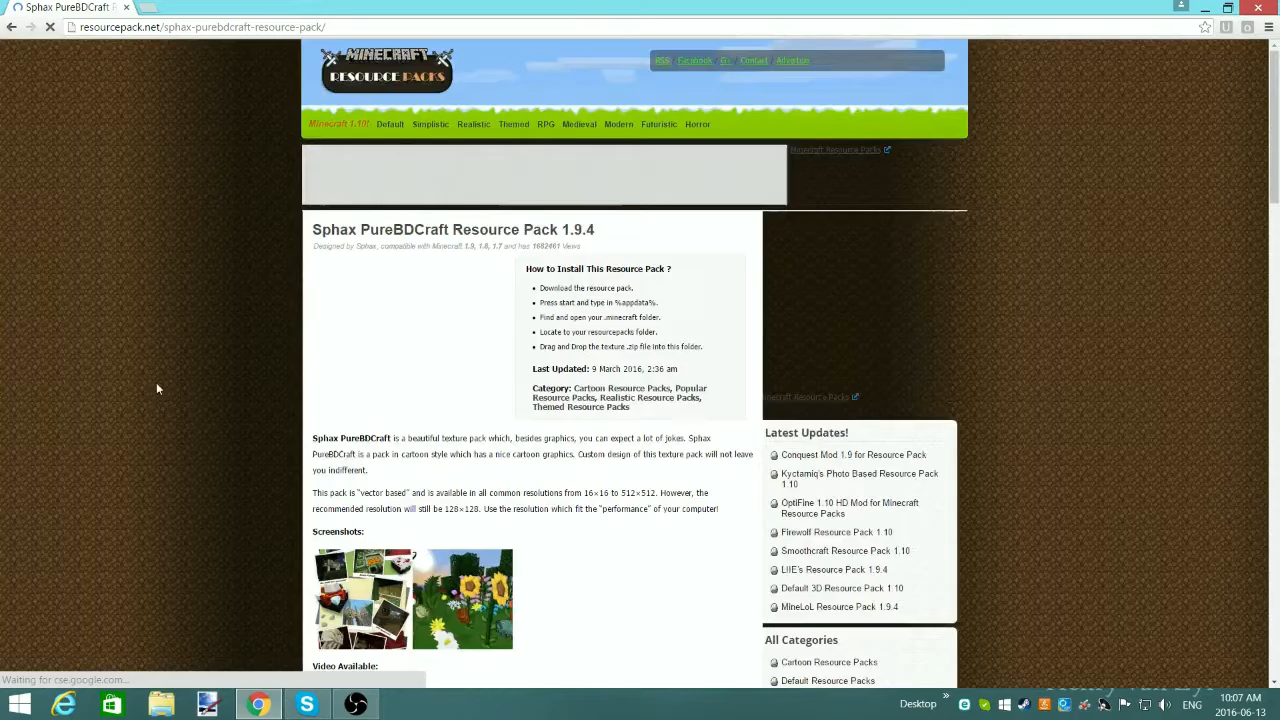 Sphax PureBDCraft Resour
resourcepack.net/sphax-purebdcraft-resource-pack/
MINECRAFT
RESOURCE PACKS
RSS / Facebook / G+ / Contact / Advertise
Minecraft 1.10! Default Simplistic Realistic Themed RPG Medieval Modern Futuristic Horror
Minecraft Resource Packs
Sphax PureBDCraft Resource Pack 1.9.4
Designed by Sphax, compatible with Minecraft 1.9, 1.8, 1.7 and has 1682461 Views
How to Install This Resource Pack ?
Download the resource pack.
Press start and type in %appdata%.
Find and open your .minecraft folder.
Locate to your resourcepacks folder.
Drag and Drop the texture .zip file into this folder.
Last Updated: 9 March 2016, 2:36 am
Category: Cartoon Resource Packs, Popular
Resource Packs, Realistic Resource Packs,
Themed Resource Packs
Minecraft Resource Packs
Sphax PureBDCraft is a beautiful texture pack which, besides graphics, you can expect a lot of jokes. Sphax
PureBDCraft is a pack in cartoon style which has a nice cartoon graphics. Custom design of this texture pack will not leave
you indifferent.
This pack is "vector based" and is available in all common resolutions from 16×16 to 512×512. However, the
recommended resolution will still be 128×128. Use the resolution which fit the "performance" of your computer!
Screenshots:
Video Available:
Latest Updates!
Conquest Mod 1.9 for Resource Pack
Kyctarniq's Photo Based Resource Pack
1.10
OptiFine 1.10 HD Mod for Minecraft
Resource Packs
Firewolf Resource Pack 1.10
Smoothcraft Resource Pack 1.10
LIIE's Resource Pack 1.9.4
Default 3D Resource Pack 1.10
MineLoL Resource Pack 1.9.4
All Categories
Cartoon Resource Packs
Default Resource Packs
Waiting for cse.google.com...
Desktop
ENG
10:07 AM
2016-06-13